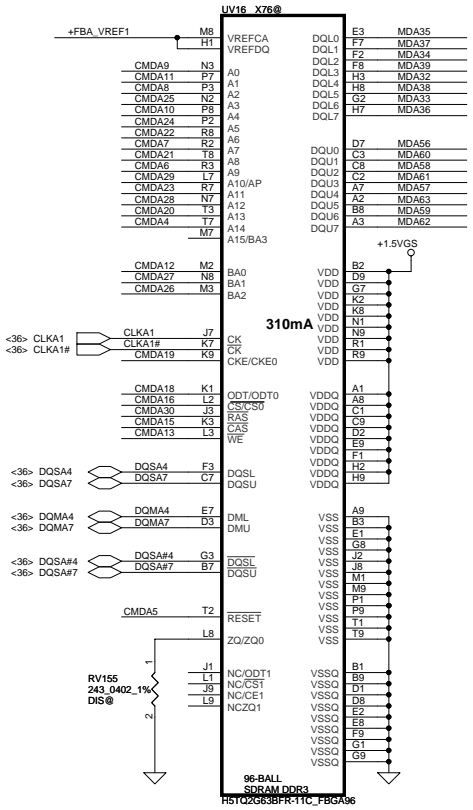 UV16 X76@
+FBA_VREF1 M8 VREFCA DQL0 E3 MDA35
H1 VREFDQ DQL1 F7 MDA37
DQL2 F2 MDA34
CMDA9 N3 A0 DQL3 F8 MDA39
CMDA11 P7 A1 DQL4 H3 MDA32
CMDA8 P3 A2 DQL5 H8 MDA38
CMDA25 N2 A3 DQL6 G2 MDA33
CMDA10 P8 A4 DQL7 H7 MDA36
CMDA24 P2 A5
CMDA22 R8 A6
CMDA7 R2 A7 DQU0 D7 MDA56
CMDA21 T8 A8 DQU1 C3 MDA60
CMDA6 R3 A9 DQU2 C8 MDA58
CMDA29 L7 A10/AP DQU3 C2 MDA61
CMDA23 R7 A11 DQU4 A7 MDA57
CMDA28 N7 A12 DQU5 A2 MDA63
CMDA20 T3 A13 DQU6 B8 MDA59
CMDA4 T7 A14 DQU7 A3 MDA62
M7 A15/BA3
+1.5VGS
CMDA12 M2 BA0 VDD B2
CMDA27 N8 BA1 VDD D9
CMDA26 M3 BA2 VDD G7
VDD K2
VDD K8
310mA
VDD N1
<36> CLKA1 CLKA1 J7 CK VDD N9
<36> CLKA1# CLKA1# K7 CK VDD R1
CMDA19 K9 CKE/CKE0 VDD R9
CMDA18 K1 ODT/ODT0 VDDQ A1
CMDA16 L2 CS/CS0 VDDQ A8
CMDA30 J3 RAS VDDQ C1
CMDA15 K3 CAS VDDQ C9
CMDA13 L3 WE VDDQ D2
VDDQ E9
VDDQ F1
<36> DQSA4 DQSA4 F3 DQSL VDDQ H2
<36> DQSA7 DQSA7 C7 DQSU VDDQ H9
<36> DQMA4 DQMA4 E7 DML VSS A9
<36> DQMA7 DQMA7 D3 DMU VSS B3
VSS E1
VSS G8
<36> DQSA#4 DQSA#4 G3 DQSL VSS J2
<36> DQSA#7 DQSA#7 B7 DQSU VSS J8
VSS M1
VSS M9
VSS P1
CMDA5 T2 RESET VSS P9
VSS T1
L8 ZQ/ZQ0 VSS T9
1
RV155
243_0402_1%
DIS@
2
J1 NC/ODT1 VSSQ B1
L1 NC/CS1 VSSQ B9
J9 NC/CE1 VSSQ D1
L9 NCZQ1 VSSQ D8
VSSQ E2
VSSQ E8
VSSQ F9
VSSQ G1
VSSQ G9
96-BALL
SDRAM DDR3
H5TQ2G63BFR-11C_FBGA96